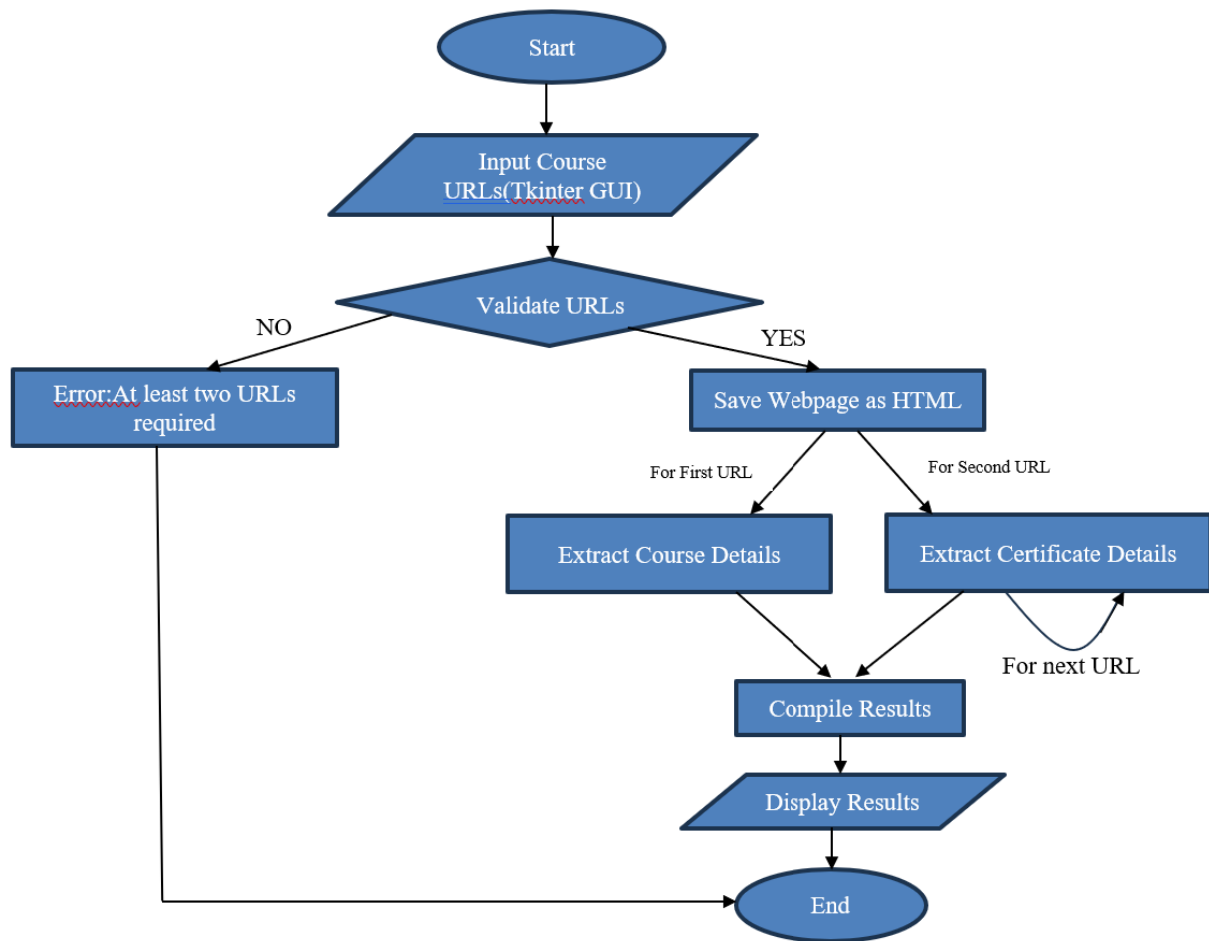 Start
Input Course
URLs(Tkinter GUI)
Validate URLs
NO
YES
Error:At least two URLs
required
Save Webpage as HTML
For First URL
For Second URL
Extract Course Details
Extract Certificate Details
For next URL
Compile Results
Display Results
End